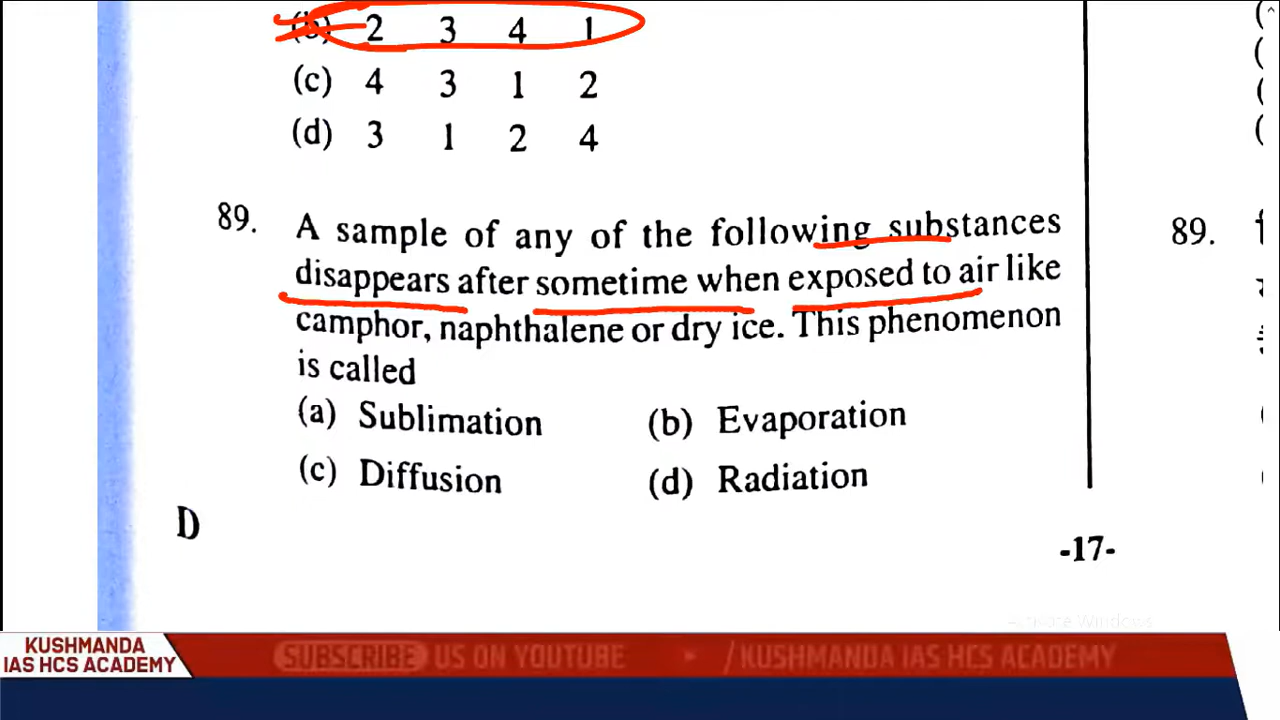 (b) 2 3 4 1
(c) 4 3 1 2
(d) 3 1 2 4
89. A sample of any of the following substances
disappears after sometime when exposed to air like
camphor, naphthalene or dry ice. This phenomenon
is called
(a) Sublimation (b) Evaporation
(c) Diffusion (d) Radiation
D
-17-
89.
Activate Windows
KUSHMANDA
IAS HCS ACADEMY
SUBSCRIBE US ON YOUTUBE /KUSHMANDA IAS HCS ACADEMY